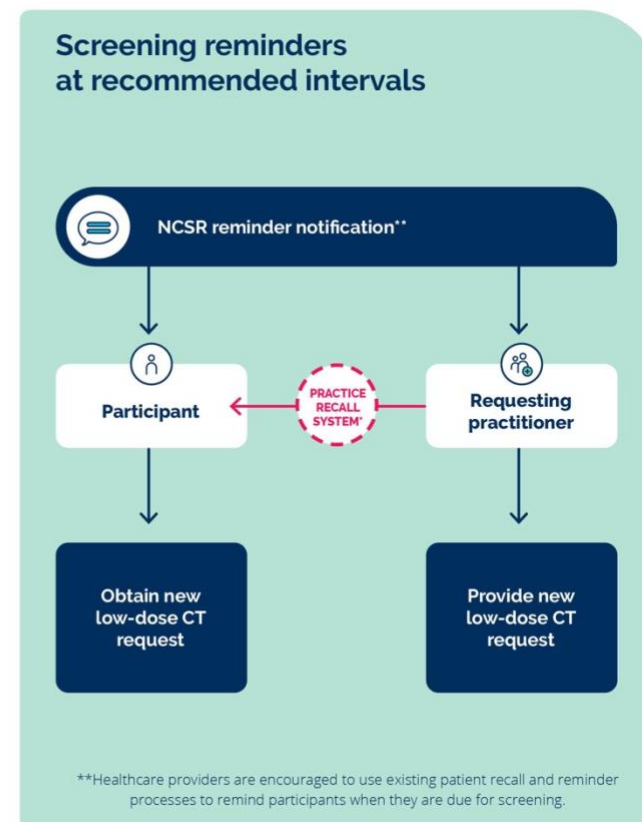 Screening reminders
at recommended intervals
NCSR reminder notification**
Participant
PRACTICE
RECALL
SYSTEM*
Requesting
practitioner
Obtain new
low-dose CT
request
Provide new
low-dose CT
request
**Healthcare providers are encouraged to use existing patient recall and reminder
processes to remind participants when they are due for screening.